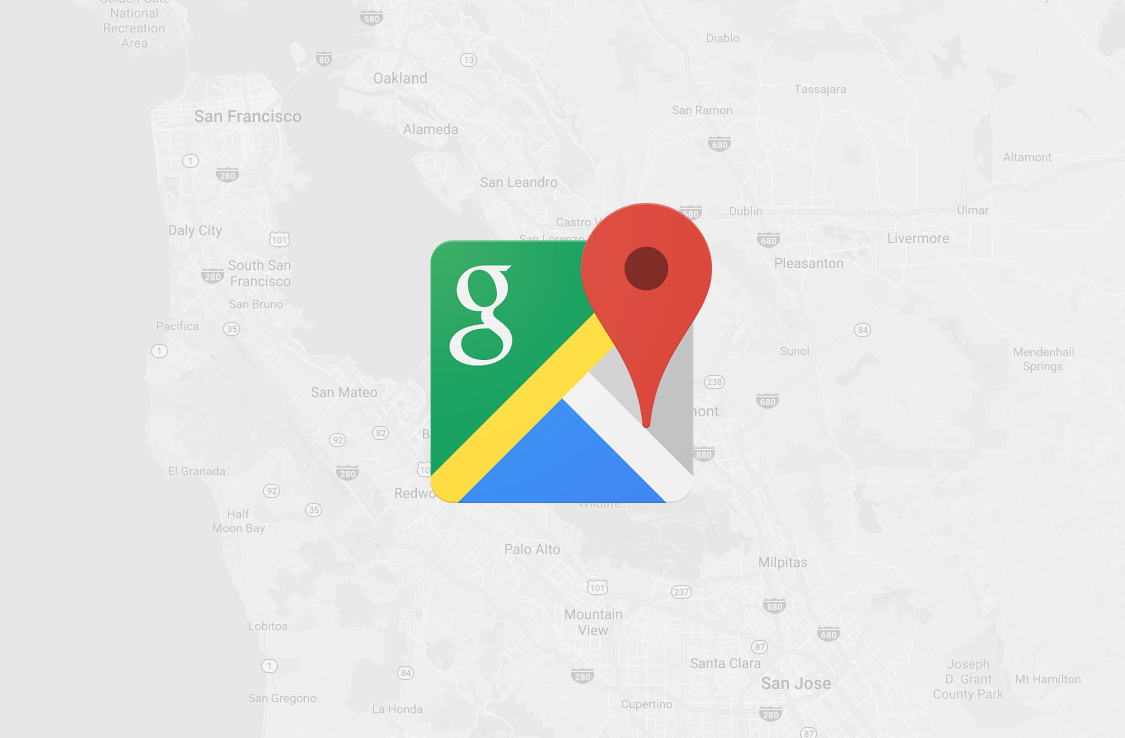 Golden Gate
National
Recreation
Area
580
80
13
Oakland
Diablo
Tassajara
San Francisco
San Ramon
Alameda
680
1
280
Altamont
San Leandro
580
Dublin
Ulmar
Castro V
Daly City
101
San Lorenzo
680
Livermore
South San
Francisco
280
Pleasanton
g
San Bruno
Pacifica
35
84
1
Sunol
Mendenhall
Springs
San Mateo
238
680
mont
92
82
B
880
El Granada
280
10
92
Redwo
Wildlife...
Half
Moon Bay
35
Palo Alto
Milpitas
101
237
880
Mountain
View
Lobitos
680
87
1
84
280
Santa Clara
San Jose
Joseph
D. Grant
County Park
Mt Hamilton
San Gregorio
La Honda
Cupertino
280
87